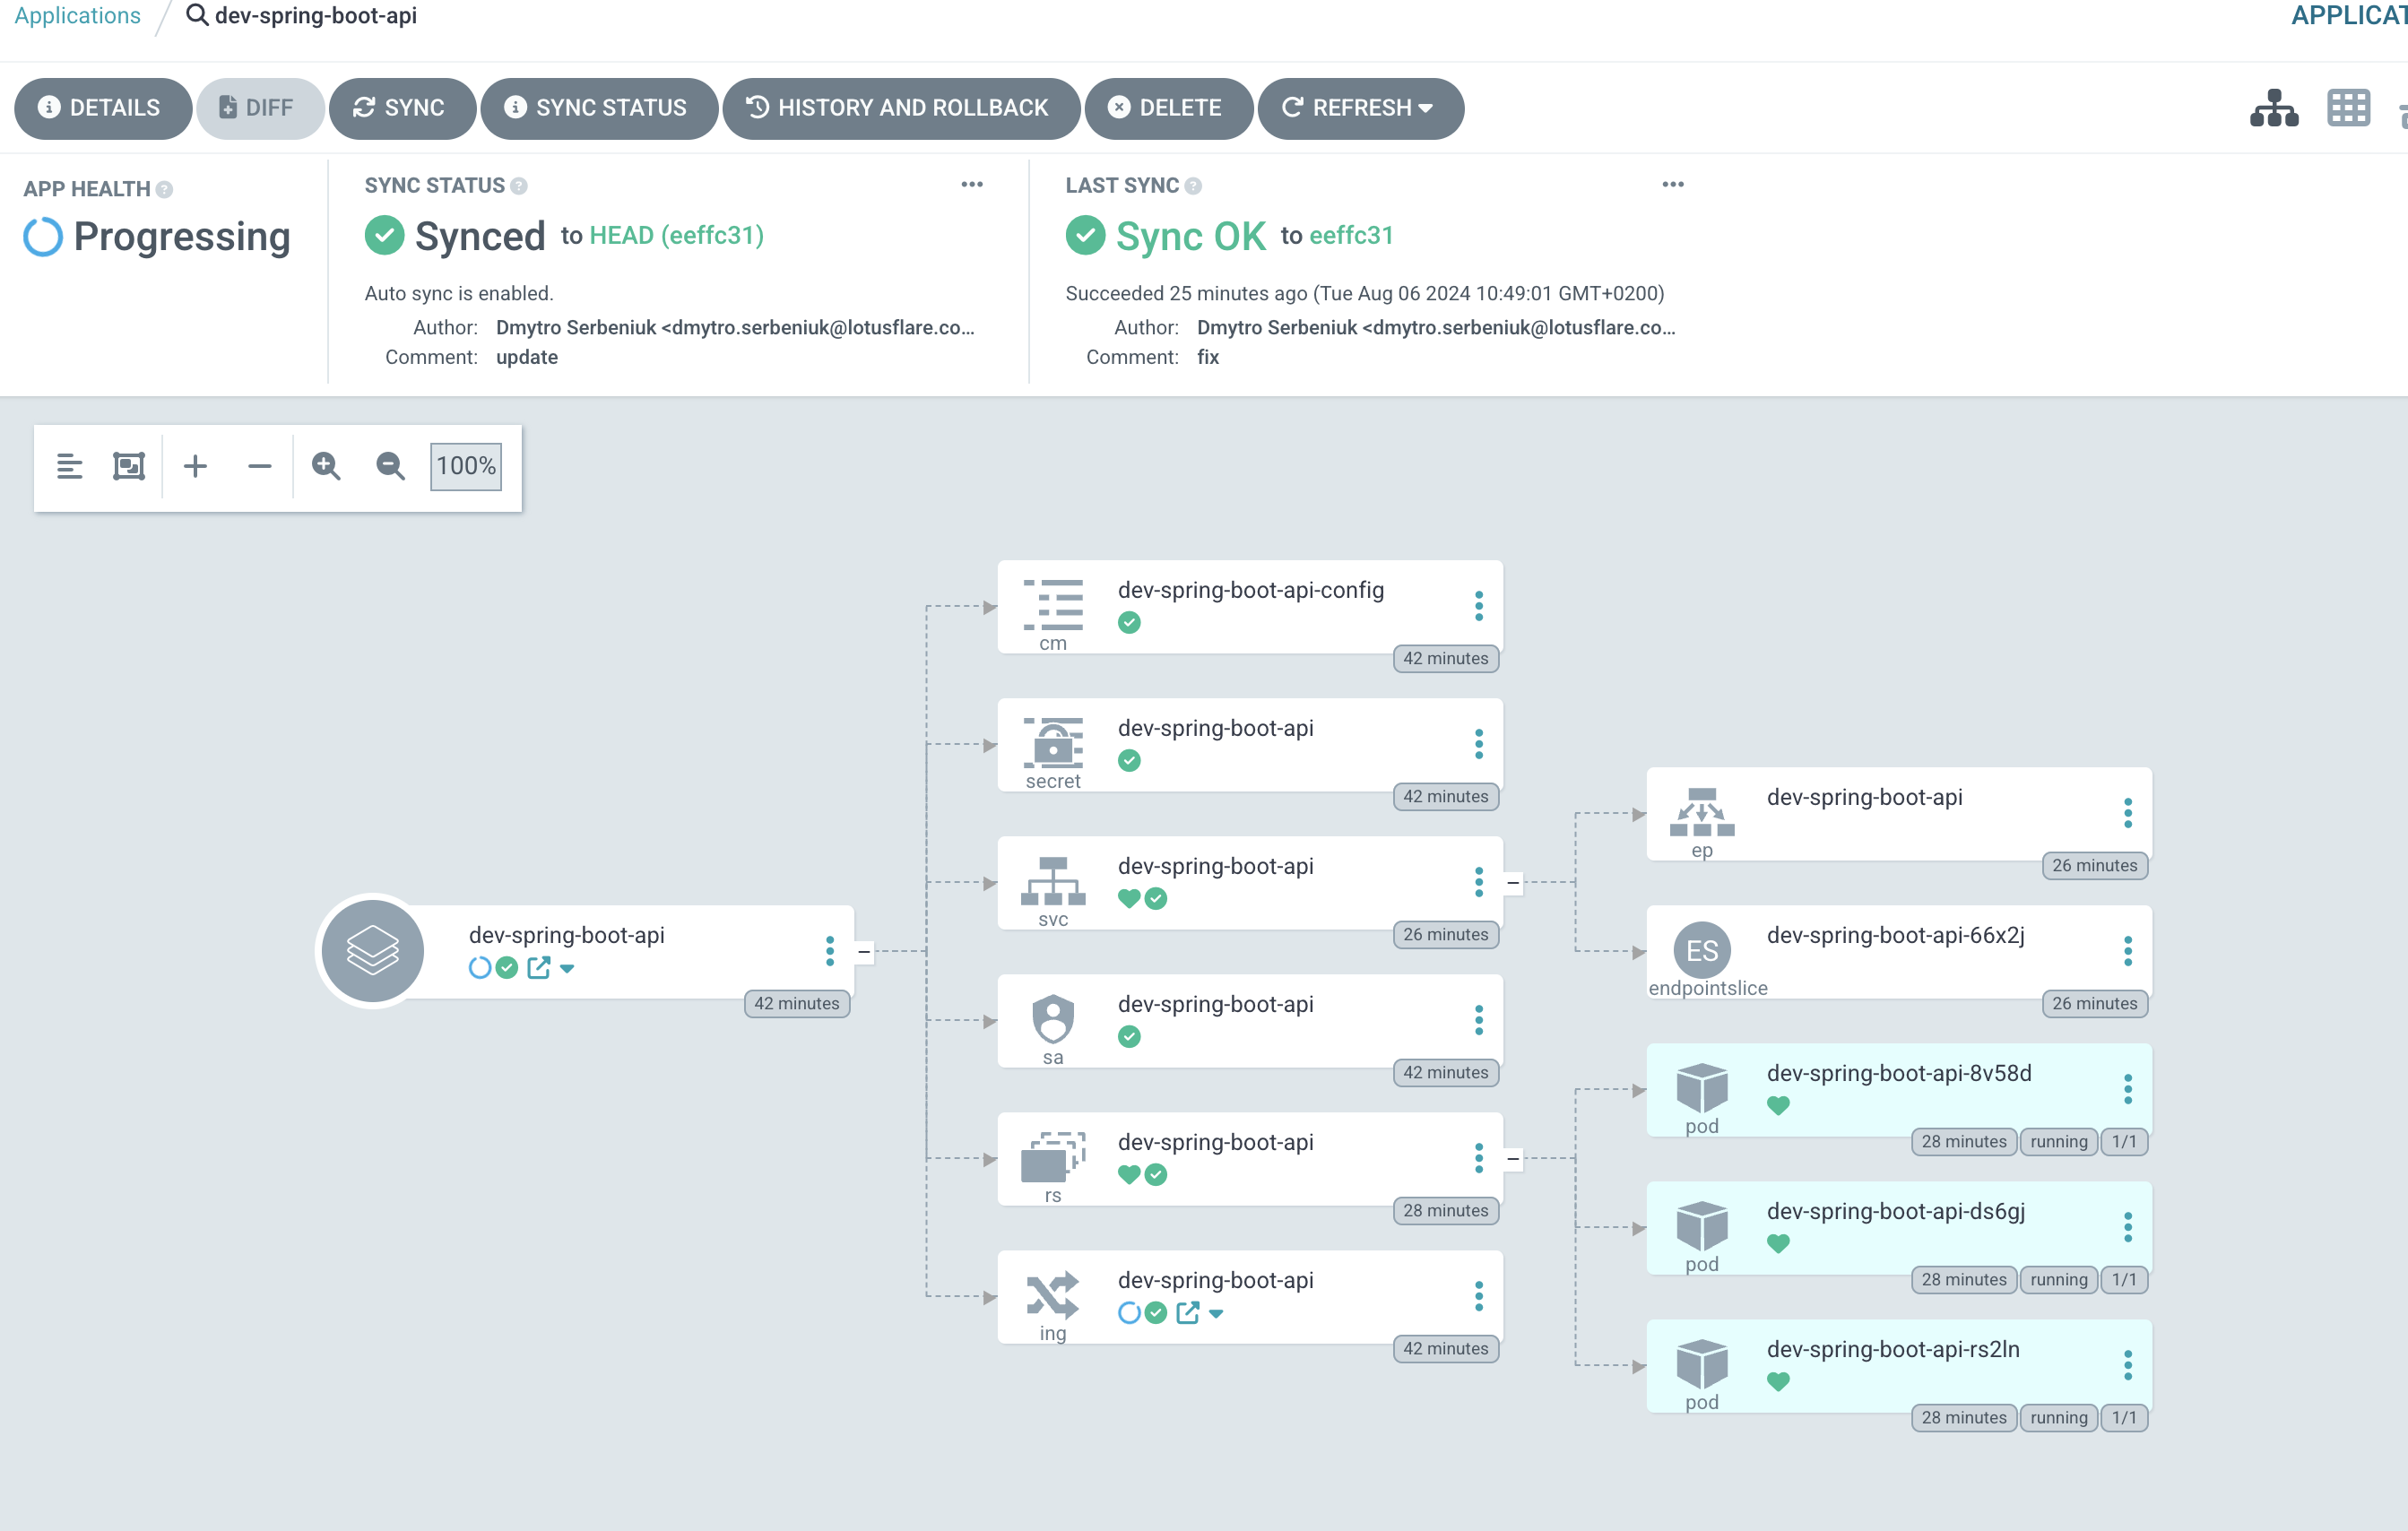 Applications / dev-spring-boot-api
APPLICAT
DETAILS DIFF SYNC SYNC STATUS HISTORY AND ROLLBACK DELETE REFRESH
APP HEALTH
Progressing
SYNC STATUS
Synced to HEAD (eeffc31)
Auto sync is enabled.
Author: Dmytro Serbeniuk <dmytro.serbeniuk@lotusflare.co...
Comment: update
LAST SYNC
Sync OK to eeffc31
Succeeded 25 minutes ago (Tue Aug 06 2024 10:49:01 GMT+0200)
Author: Dmytro Serbeniuk <dmytro.serbeniuk@lotusflare.co...
Comment: fix
100%
dev-spring-boot-api
42 minutes
dev-spring-boot-api-config
cm
42 minutes
dev-spring-boot-api
secret
42 minutes
dev-spring-boot-api
svc
26 minutes
dev-spring-boot-api
sa
42 minutes
dev-spring-boot-api
rs
28 minutes
dev-spring-boot-api
ing
42 minutes
dev-spring-boot-api
ep
26 minutes
ES
dev-spring-boot-api-66x2j
endpointslice
26 minutes
dev-spring-boot-api-8v58d
pod
28 minutes running 1/1
dev-spring-boot-api-ds6gj
pod
28 minutes running 1/1
dev-spring-boot-api-rs2ln
pod
28 minutes running 1/1